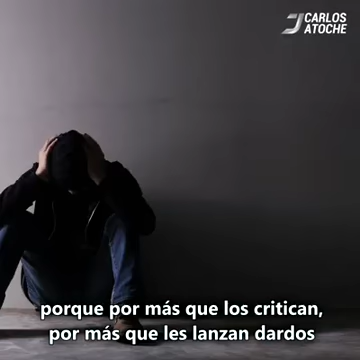 CARLOS
ATOCHE
porque por más que los critican,
por más que les lanzan dardos